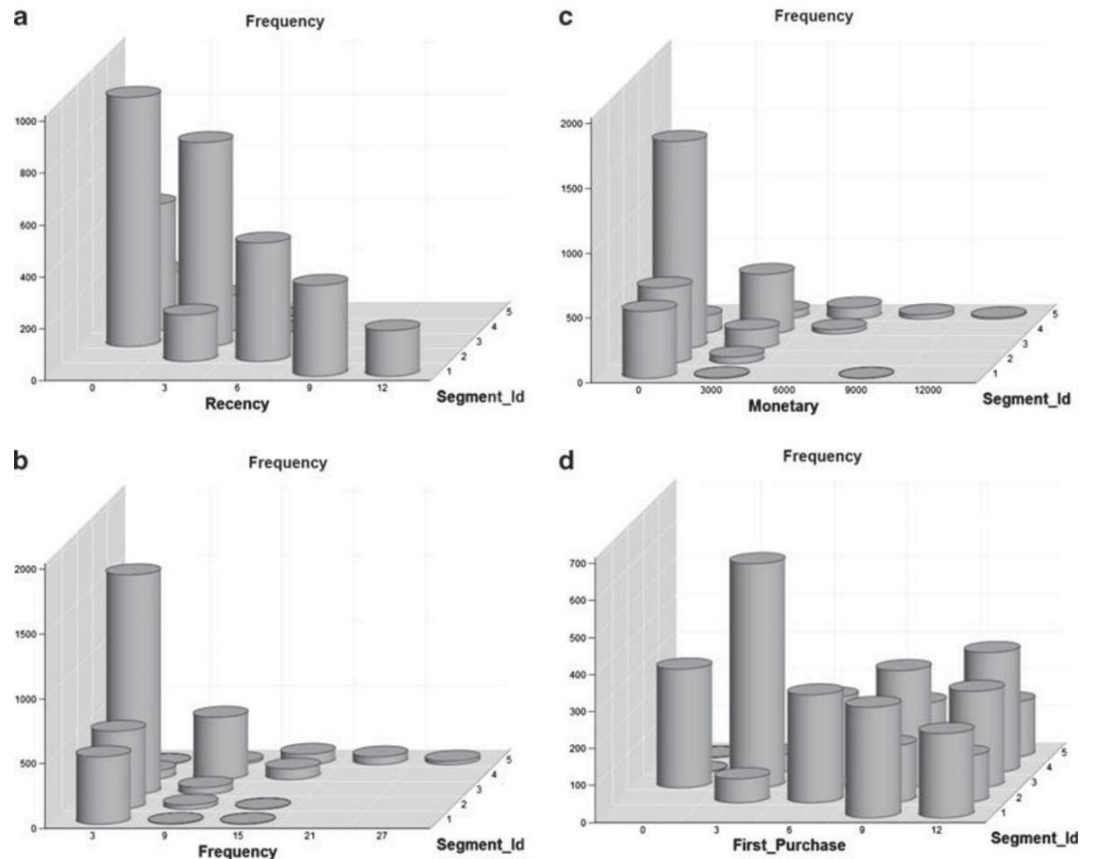 a
Frequency
1000
800
600
400
200
0
0 3 6 9 12
1 2 3 4 5
Recency
Segment_Id
c
Frequency
2000
1500
1000
500
0
0 3000 6000 9000 12000
1 2 3 4 5
Monetary
Segment_Id
b
Frequency
2000
1500
1000
500
0
3 9 15 21 27
1 2 3 4 5
Frequency
Segment_Id
d
Frequency
700
600
500
400
300
200
100
0
0 3 6 9 12
1 2 3 4 5
First_Purchase
Segment_Id